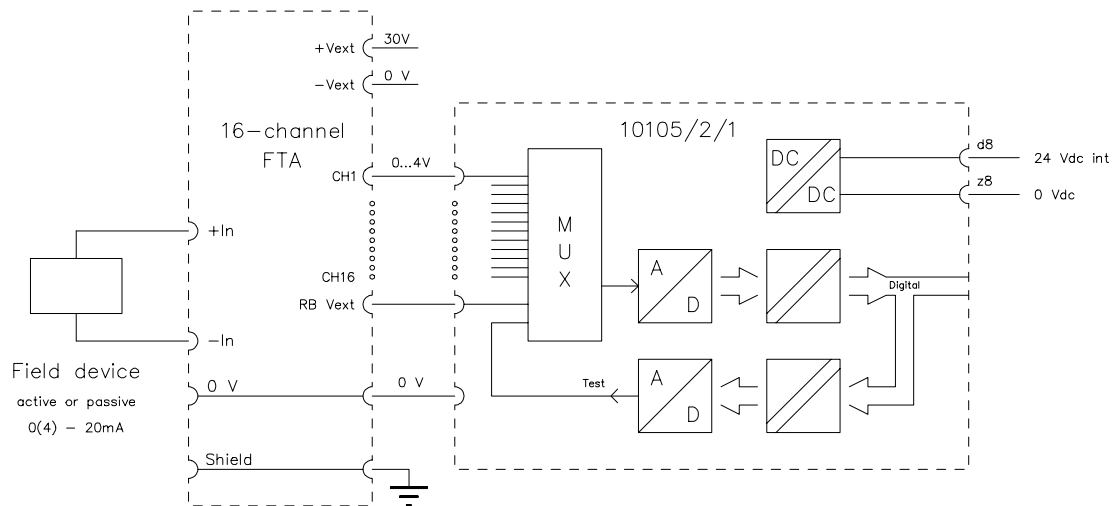 +Vext
30V
-Vext
0 V
16-channel
FTA
CH1
0...4V
CH16
RB Vext
+In
-In
Field device
active or passive
0(4) - 20mA
0 V
0 V
Shield
10105/2/1
MUX
A
D
A
D
Test
DC
DC
d8
24 Vdc int
z8
0 Vdc
Digital